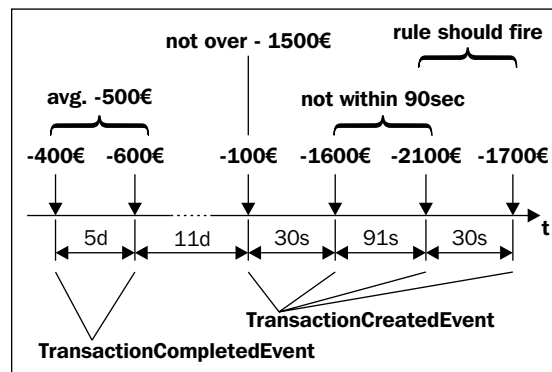 rule should fire
not over - 1500€
avg. -500€
not within 90sec
-400€ -600€ -100€ -1600€ -2100€ -1700€
t
5d 11d 30s 91s 30s
TransactionCreatedEvent
TransactionCompletedEvent